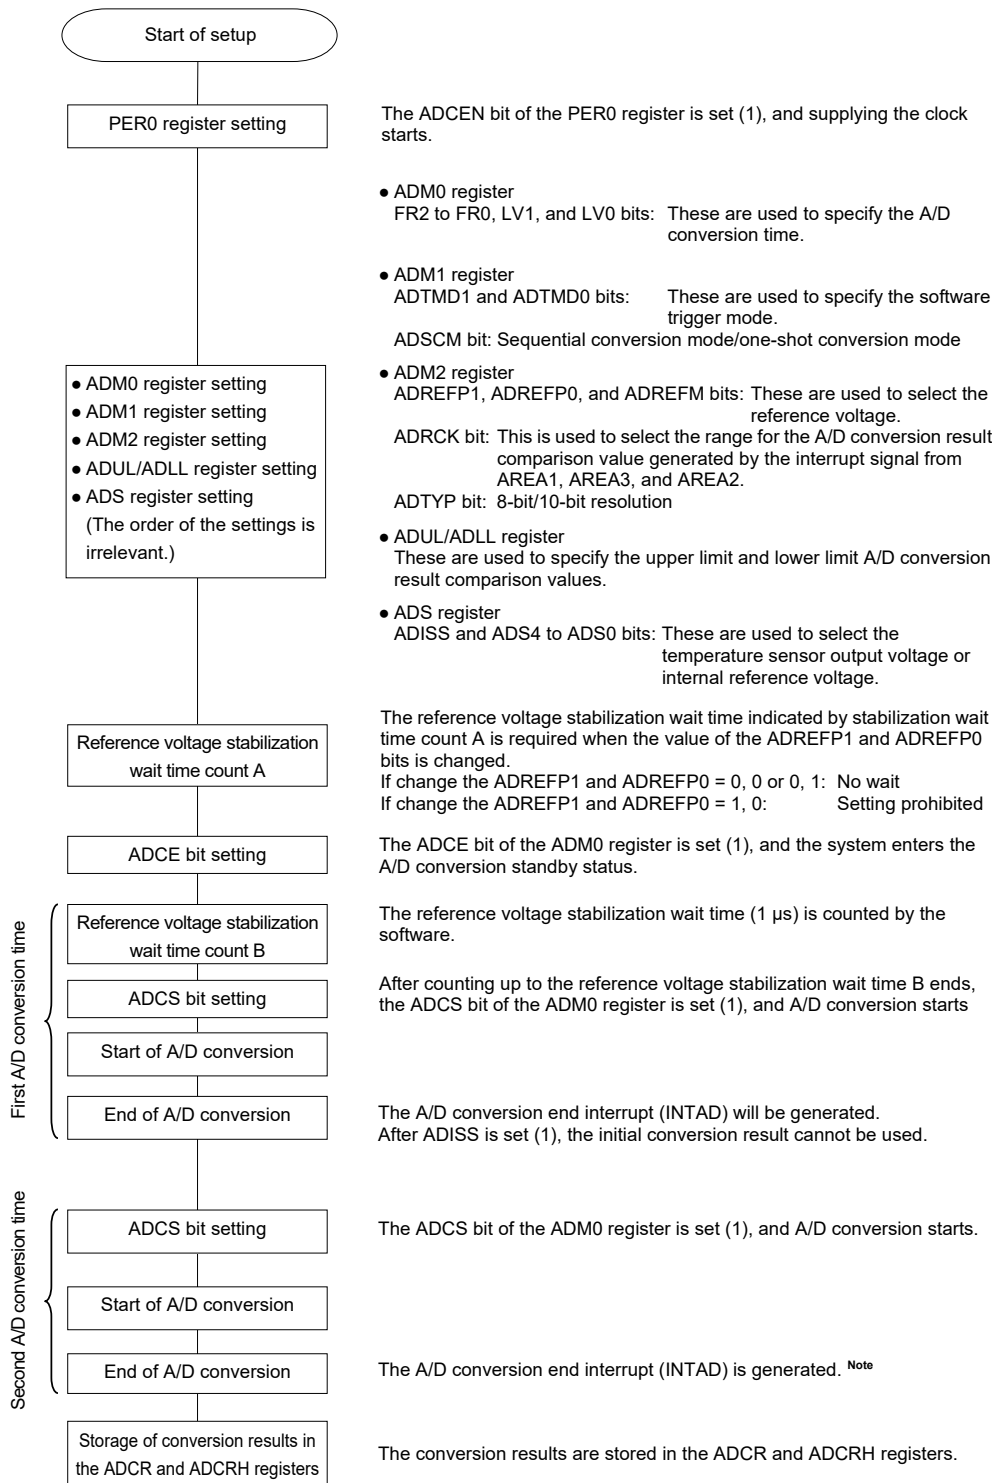 Start of setup
PER0 register setting
The ADCEN bit of the PER0 register is set (1), and supplying the clock
starts.
● ADM0 register
FR2 to FR0, LV1, and LV0 bits: These are used to specify the A/D
conversion time.
● ADM1 register
ADTMD1 and ADTMD0 bits: These are used to specify the software
trigger mode.
ADSCM bit: Sequential conversion mode/one-shot conversion mode
● ADM0 register setting
● ADM1 register setting
● ADM2 register setting
● ADUL/ADLL register setting
● ADS register setting
(The order of the settings is
irrelevant.)
● ADM2 register
ADREFP1, ADREFP0, and ADREFM bits: These are used to select the
reference voltage.
ADRCK bit: This is used to select the range for the A/D conversion result
comparison value generated by the interrupt signal from
AREA1, AREA3, and AREA2.
ADTYP bit: 8-bit/10-bit resolution
● ADUL/ADLL register
These are used to specify the upper limit and lower limit A/D conversion
result comparison values.
● ADS register
ADISS and ADS4 to ADS0 bits: These are used to select the
temperature sensor output voltage or
internal reference voltage.
Reference voltage stabilization
wait time count A
The reference voltage stabilization wait time indicated by stabilization wait
time count A is required when the value of the ADREFP1 and ADREFP0
bits is changed.
If change the ADREFP1 and ADREFP0 = 0, 0 or 0, 1: No wait
If change the ADREFP1 and ADREFP0 = 1, 0: Setting prohibited
ADCE bit setting
The ADCE bit of the ADM0 register is set (1), and the system enters the
A/D conversion standby status.
First A/D conversion time
Reference voltage stabilization
wait time count B
The reference voltage stabilization wait time (1 µs) is counted by the
software.
ADCS bit setting
After counting up to the reference voltage stabilization wait time B ends,
the ADCS bit of the ADM0 register is set (1), and A/D conversion starts
Start of A/D conversion
End of A/D conversion
The A/D conversion end interrupt (INTAD) will be generated.
After ADISS is set (1), the initial conversion result cannot be used.
Second A/D conversion time
ADCS bit setting
The ADCS bit of the ADM0 register is set (1), and A/D conversion starts.
Start of A/D conversion
End of A/D conversion
The A/D conversion end interrupt (INTAD) is generated. Note
Storage of conversion results in
the ADCR and ADCRH registers
The conversion results are stored in the ADCR and ADCRH registers.